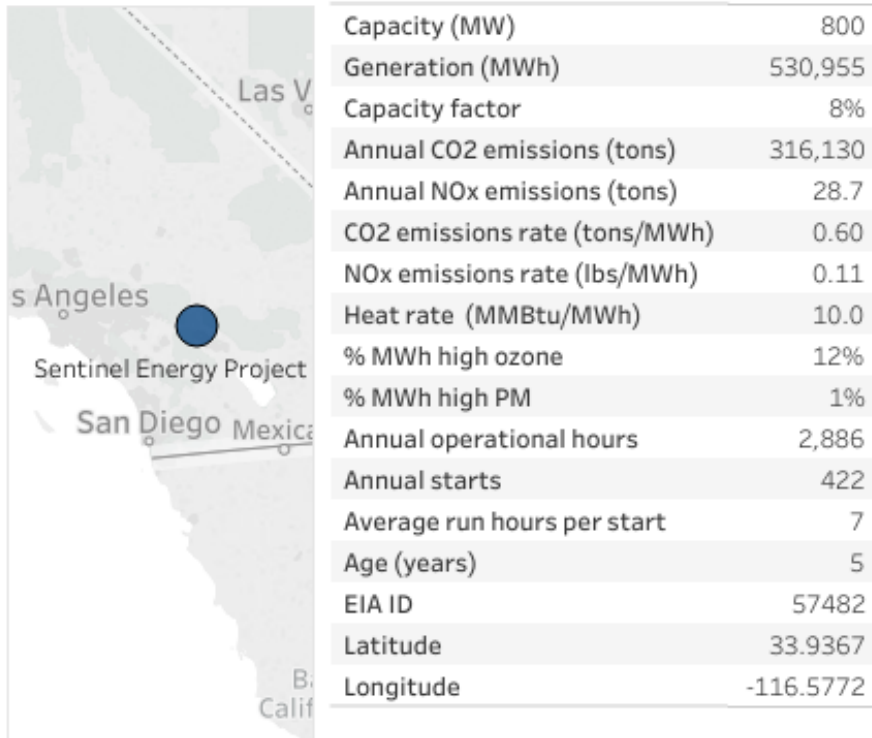 Las V
s Angeles
Sentinel Energy Project
San Diego
Mexica
Ba
Calif
Capacity (MW) 800
Generation (MWh) 530,955
Capacity factor 8%
Annual CO2 emissions (tons) 316,130
Annual NOx emissions (tons) 28.7
CO2 emissions rate (tons/MWh) 0.60
NOx emissions rate (lbs/MWh) 0.11
Heat rate (MMBtu/MWh) 10.0
% MWh high ozone 12%
% MWh high PM 1%
Annual operational hours 2,886
Annual starts 422
Average run hours per start 7
Age (years) 5
EIA ID 57482
Latitude 33.9367
Longitude -116.5772